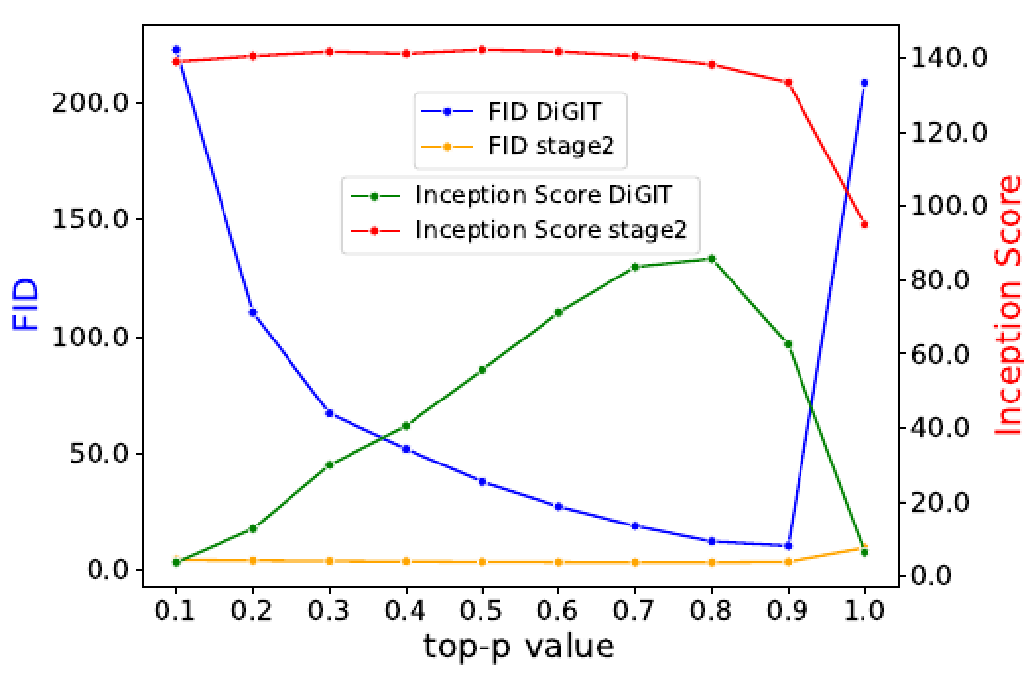 FID DiGIT
FID stage2
Inception Score DiGIT
Inception Score stage2
FID
200.0
150.0
100.0
50.0
0.0
Inception Score
140.0
120.0
100.0
80.0
60.0
40.0
20.0
0.0
0.1 0.2 0.3 0.4 0.5 0.6 0.7 0.8 0.9 1.0
top-p value